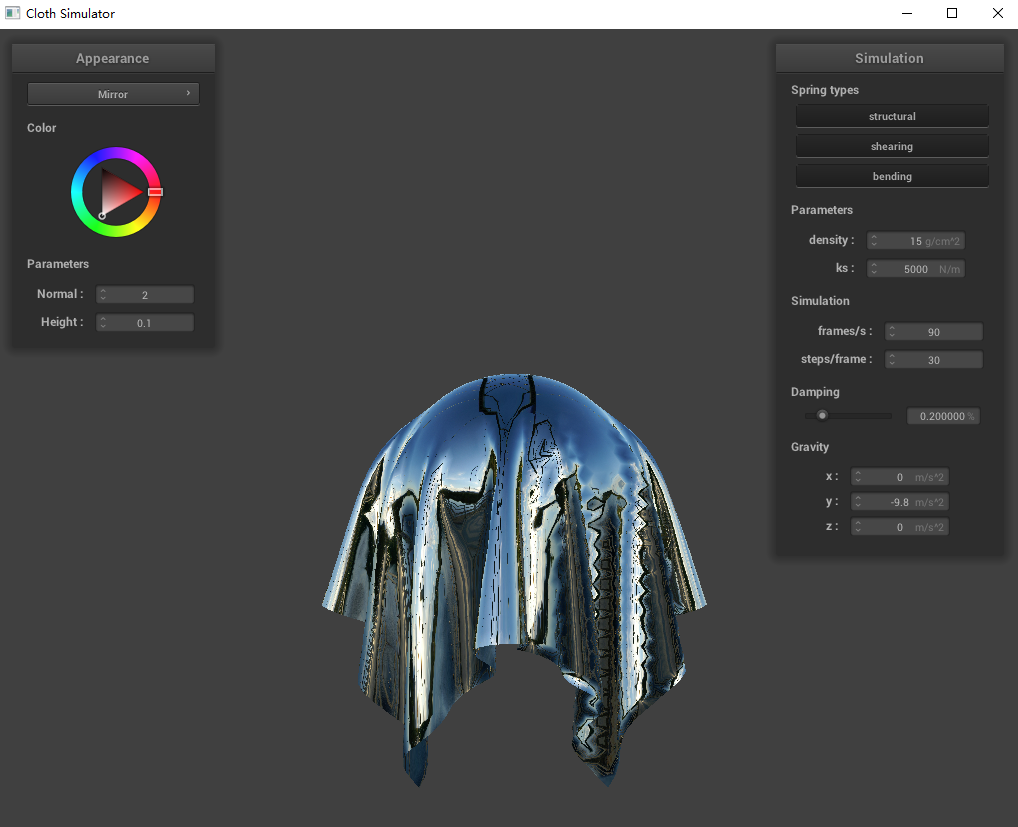 Cloth Simulator
Appearance
Mirror
Color
Parameters
Normal : 2
Height : 0.1
Simulation
Spring types
structural
shearing
bending
Parameters
density : 15 g/cm^2
ks : 5000 N/m
Simulation
frames/s : 90
steps/frame : 30
Damping
0.200000 %
Gravity
x : 0 m/s^2
y : -9.8 m/s^2
z : 0 m/s^2